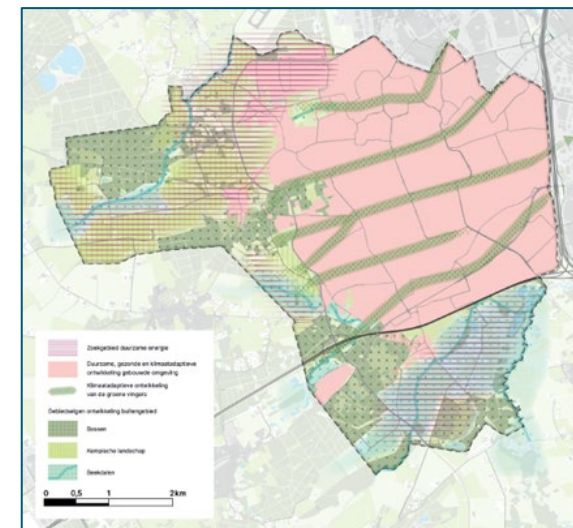 Zoekgebied duurzame energie
Duurzame, gezonde en klimaatadaptieve
ontwikkeling gebouwde omgeving
Klimaatadaptieve ontwikkeling
van de groene vingers
Gebiedseigen ontwikkeling buitengebied
Bossen
Kempische landschap
Beekdalen
0 0,5 1 2km